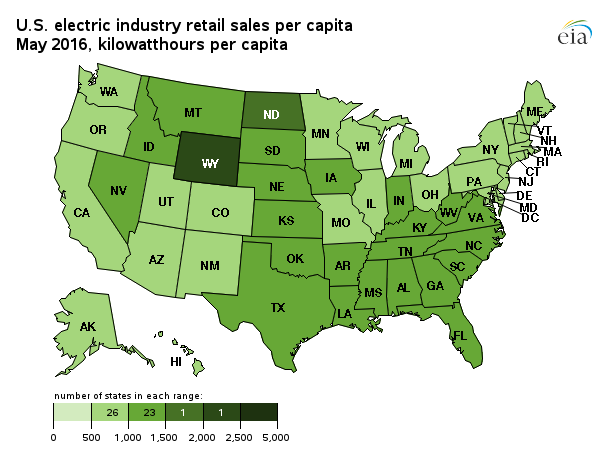 U.S. electric industry retail sales per capita
May 2016, kilowatthours per capita
eia
WA
MT
ND
MN
ME
VT
NH
MA
RI
CT
NJ
DE
MD
DC
OR
ID
WY
SD
WI
MI
NY
PA
NV
UT
CO
NE
IA
IL
IN
OH
WV
VA
CA
KS
MO
KY
NC
AZ
NM
OK
AR
TN
SC
TX
LA
MS
AL
GA
FL
AK
HI
number of states in each range:
26 23 1 1
0 500 1,000 1,500 2,000 2,500 5,000